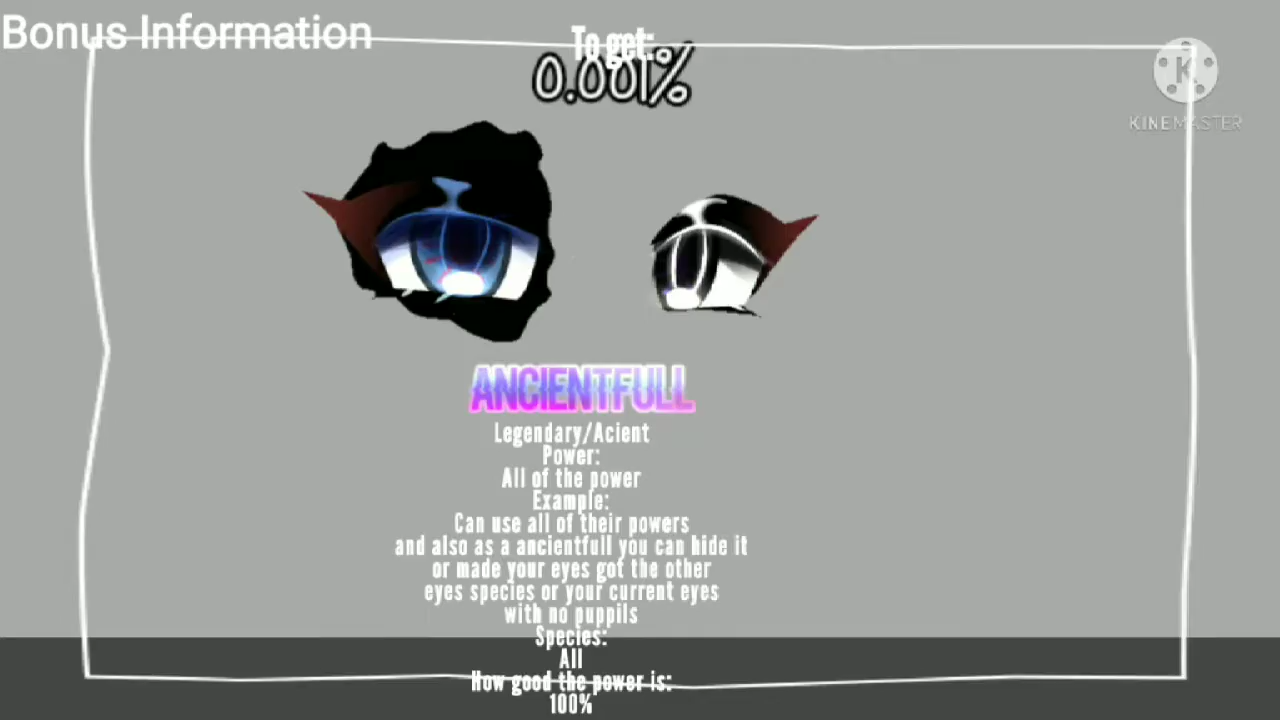 Bonus Information
To get:
0.001%
KINEMASTER
ANCIENTFULL
Legendary/Acient
Power:
All of the power
Example:
Can use all of their powers
and also as a ancientfull you can hide it
or made your eyes got the other
eyes species or your current eyes
with no puppils
Species:
All
How good the power is:
100%